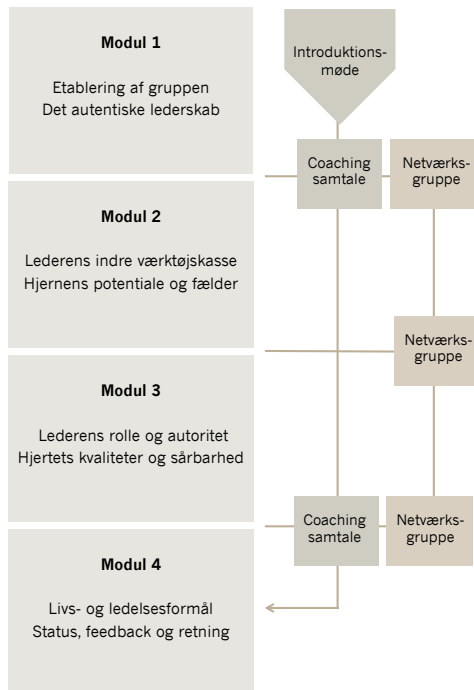 Modul 1
Etablering af gruppen
Det autentiske lederskab
Introduktions-
møde
Coaching
samtale
Netværks-
gruppe
Modul 2
Lederens indre værktøjskasse
Hjernens potentiale og fælder
Netværks-
gruppe
Modul 3
Lederens rolle og autoritet
Hjertets kvaliteter og sårbarhed
Coaching
samtale
Netværks-
gruppe
Modul 4
Livs- og ledelsesformål
Status, feedback og retning